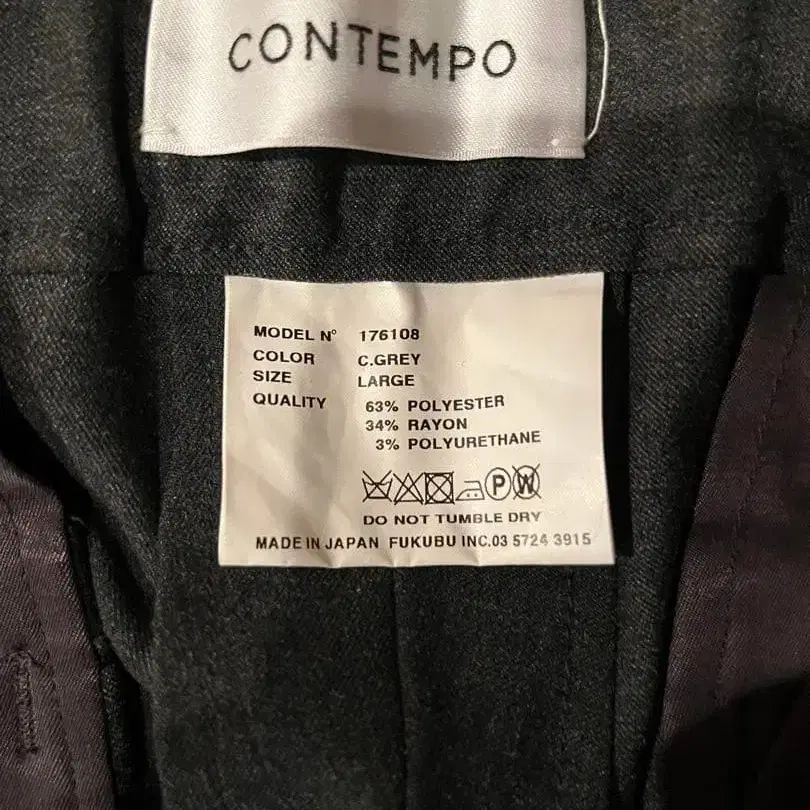 CONTEMPO
MODEL N° 176108
COLOR C.GREY
SIZE LARGE
QUALITY 63% POLYESTER
34% RAYON
3% POLYURETHANE
P W
DO NOT TUMBLE DRY
MADE IN JAPAN FUKUBU INC.03 5724 3915